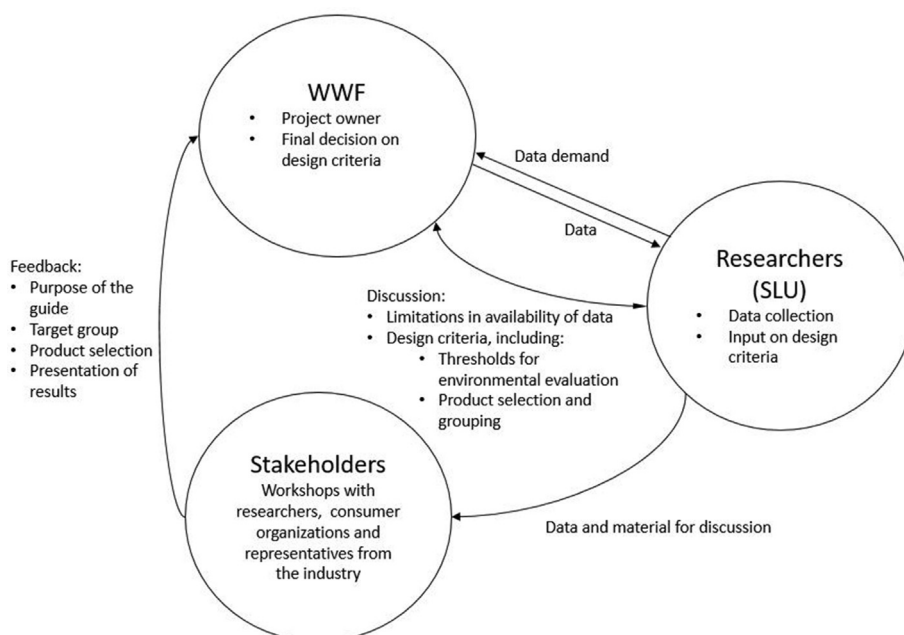 WWF
• Project owner
• Final decision on
design criteria
Data demand
Data
Researchers
(SLU)
• Data collection
• Input on design
criteria
Feedback:
• Purpose of the
guide
• Target group
• Product selection
• Presentation of
results
Discussion:
• Limitations in availability of data
• Design criteria, including:
• Thresholds for
environmental evaluation
• Product selection and
grouping
Stakeholders
Workshops with
researchers, consumer
organizations and
representatives from
the industry
Data and material for discussion